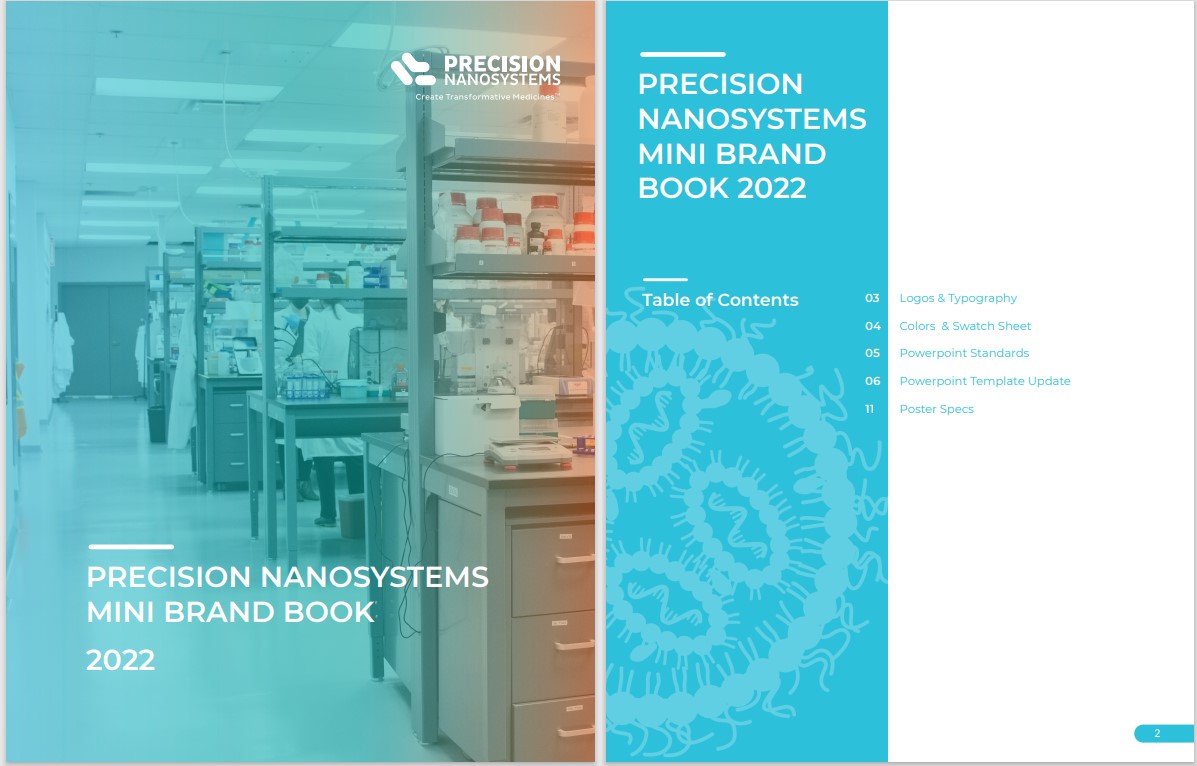 PRECISION
NANOSYSTEMS
Create Transformative Medicines™
PRECISION NANOSYSTEMS
MINI BRAND BOOK
2022
PRECISION
NANOSYSTEMS
MINI BRAND
BOOK 2022
Table of Contents
03 Logos & Typography
04 Colors & Swatch Sheet
05 Powerpoint Standards
06 Powerpoint Template Update
11 Poster Specs
2